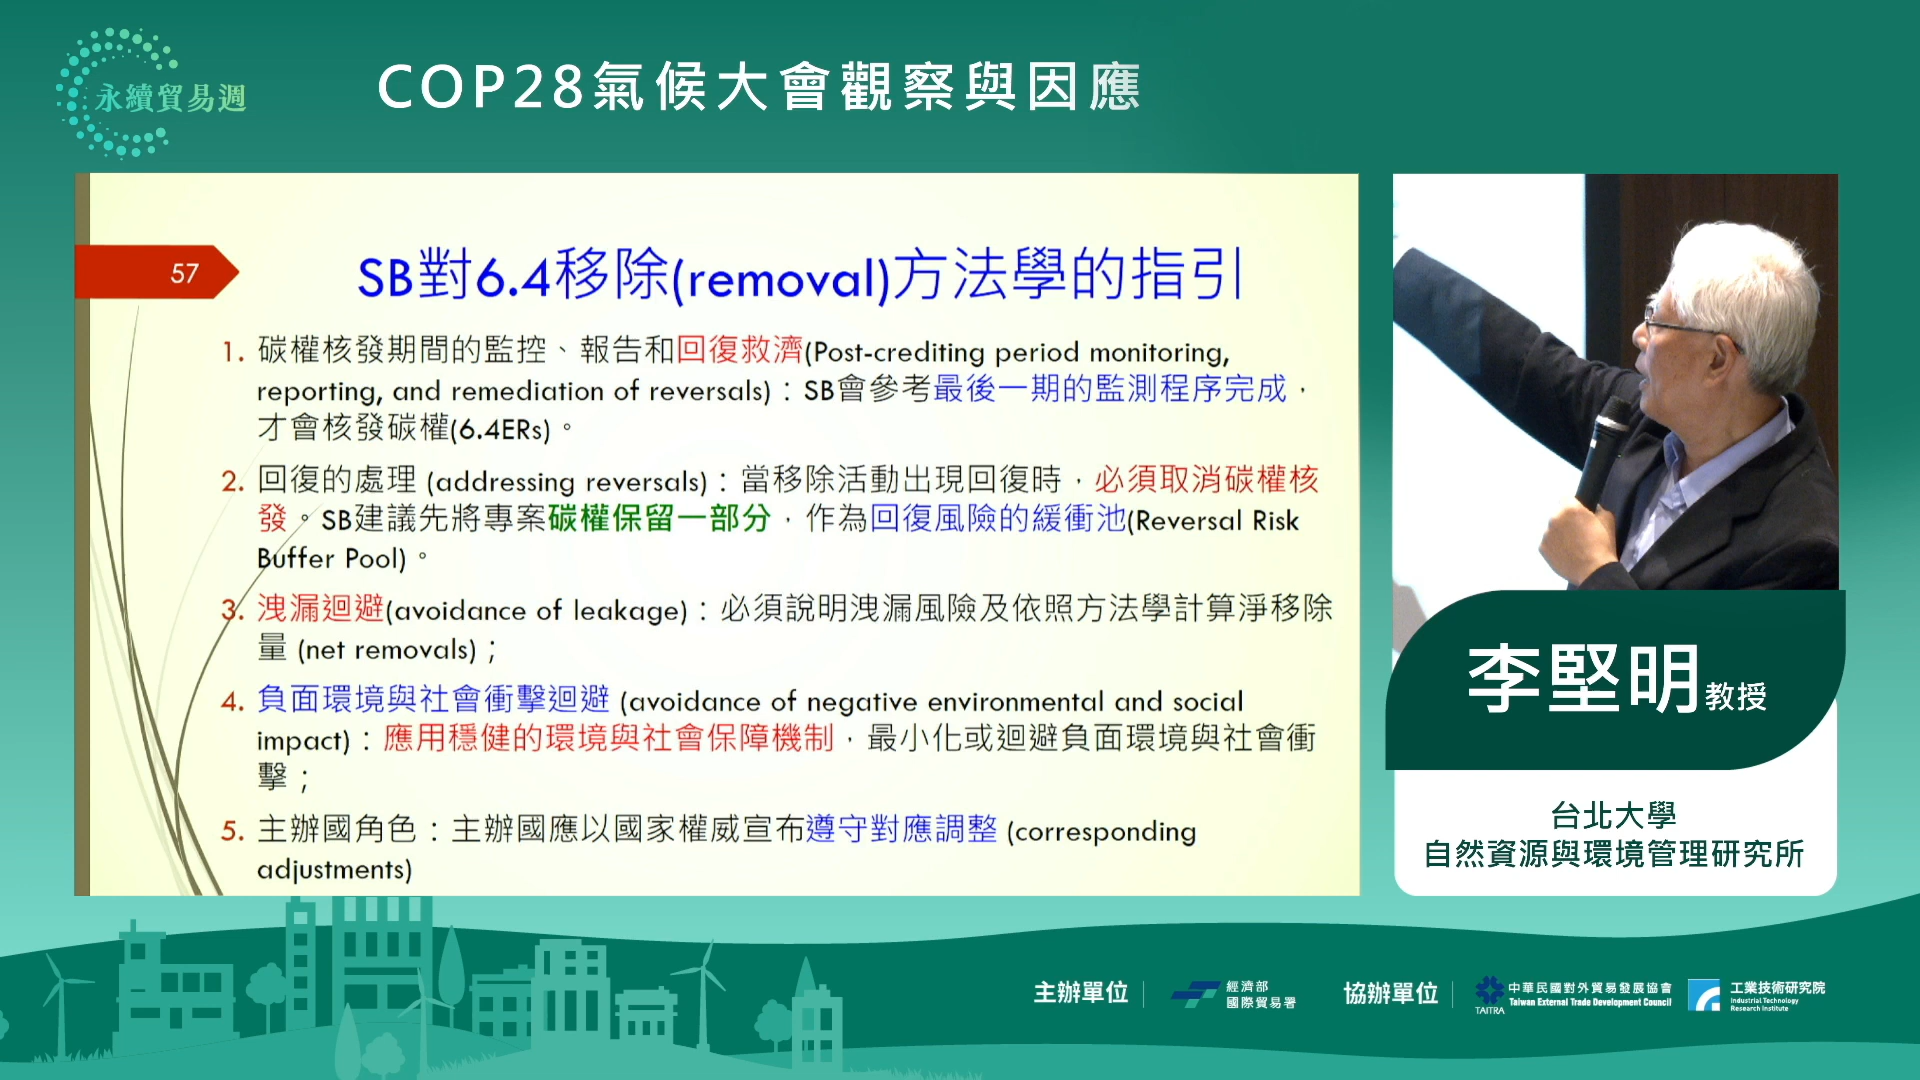 永續貿易週
COP28氣候大會觀察與因應
57
SB對6.4移除(removal)方法學的指引
1. 碳權核發期間的監控、報告和回復救濟(Post-crediting period monitoring,
reporting, and remediation of reversals)：SB會參考最後一期的監測程序完成，
才會核發碳權(6.4ERs)。
2. 回復的處理 (addressing reversals)：當移除活動出現回復時，必須取消碳權核
發。SB建議先將專案碳權保留一部分，作為回復風險的緩衝池(Reversal Risk
Buffer Pool)。
3. 洩漏迴避(avoidance of leakage)：必須說明洩漏風險及依照方法學計算淨移除
量 (net removals)；
4. 負面環境與社會衝擊迴避 (avoidance of negative environmental and social
impact)：應用穩健的環境與社會保障機制，最小化或迴避負面環境與社會衝
擊；
5. 主辦國角色：主辦國應以國家權威宣布遵守對應調整 (corresponding
adjustments)
李堅明教授
台北大學
自然資源與環境管理研究所
主辦單位
經濟部
國際貿易署
協辦單位
TAITRA
中華民國對外貿易發展協會
Taiwan External Trade Development Council
工業技術研究院
Industrial Technology
Research Institute